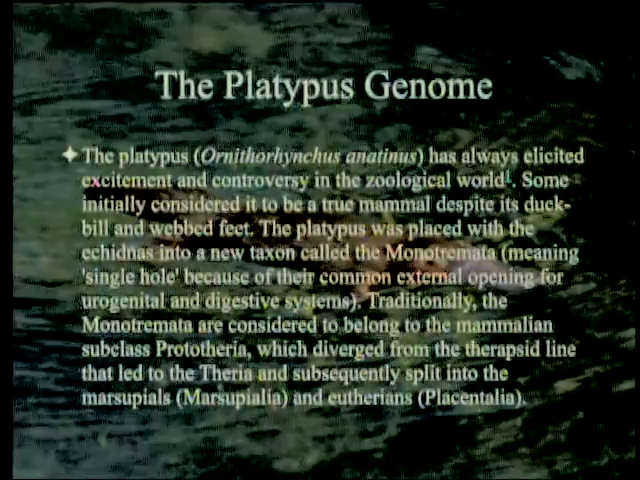 The Platypus Genome
✦ The platypus (Ornithorhynchus anatinus) has always elicited
excitement and controversy in the zoological world1. Some
initially considered it to be a true mammal despite its duck-
bill and webbed feet. The platypus was placed with the
echidnas into a new taxon called the Monotremata (meaning
'single hole' because of their common external opening for
urogenital and digestive systems). Traditionally, the
Monotremata are considered to belong to the mammalian
subclass Prototheria, which diverged from the therapsid line
that led to the Theria and subsequently split into the
marsupials (Marsupialia) and eutherians (Placentalia).